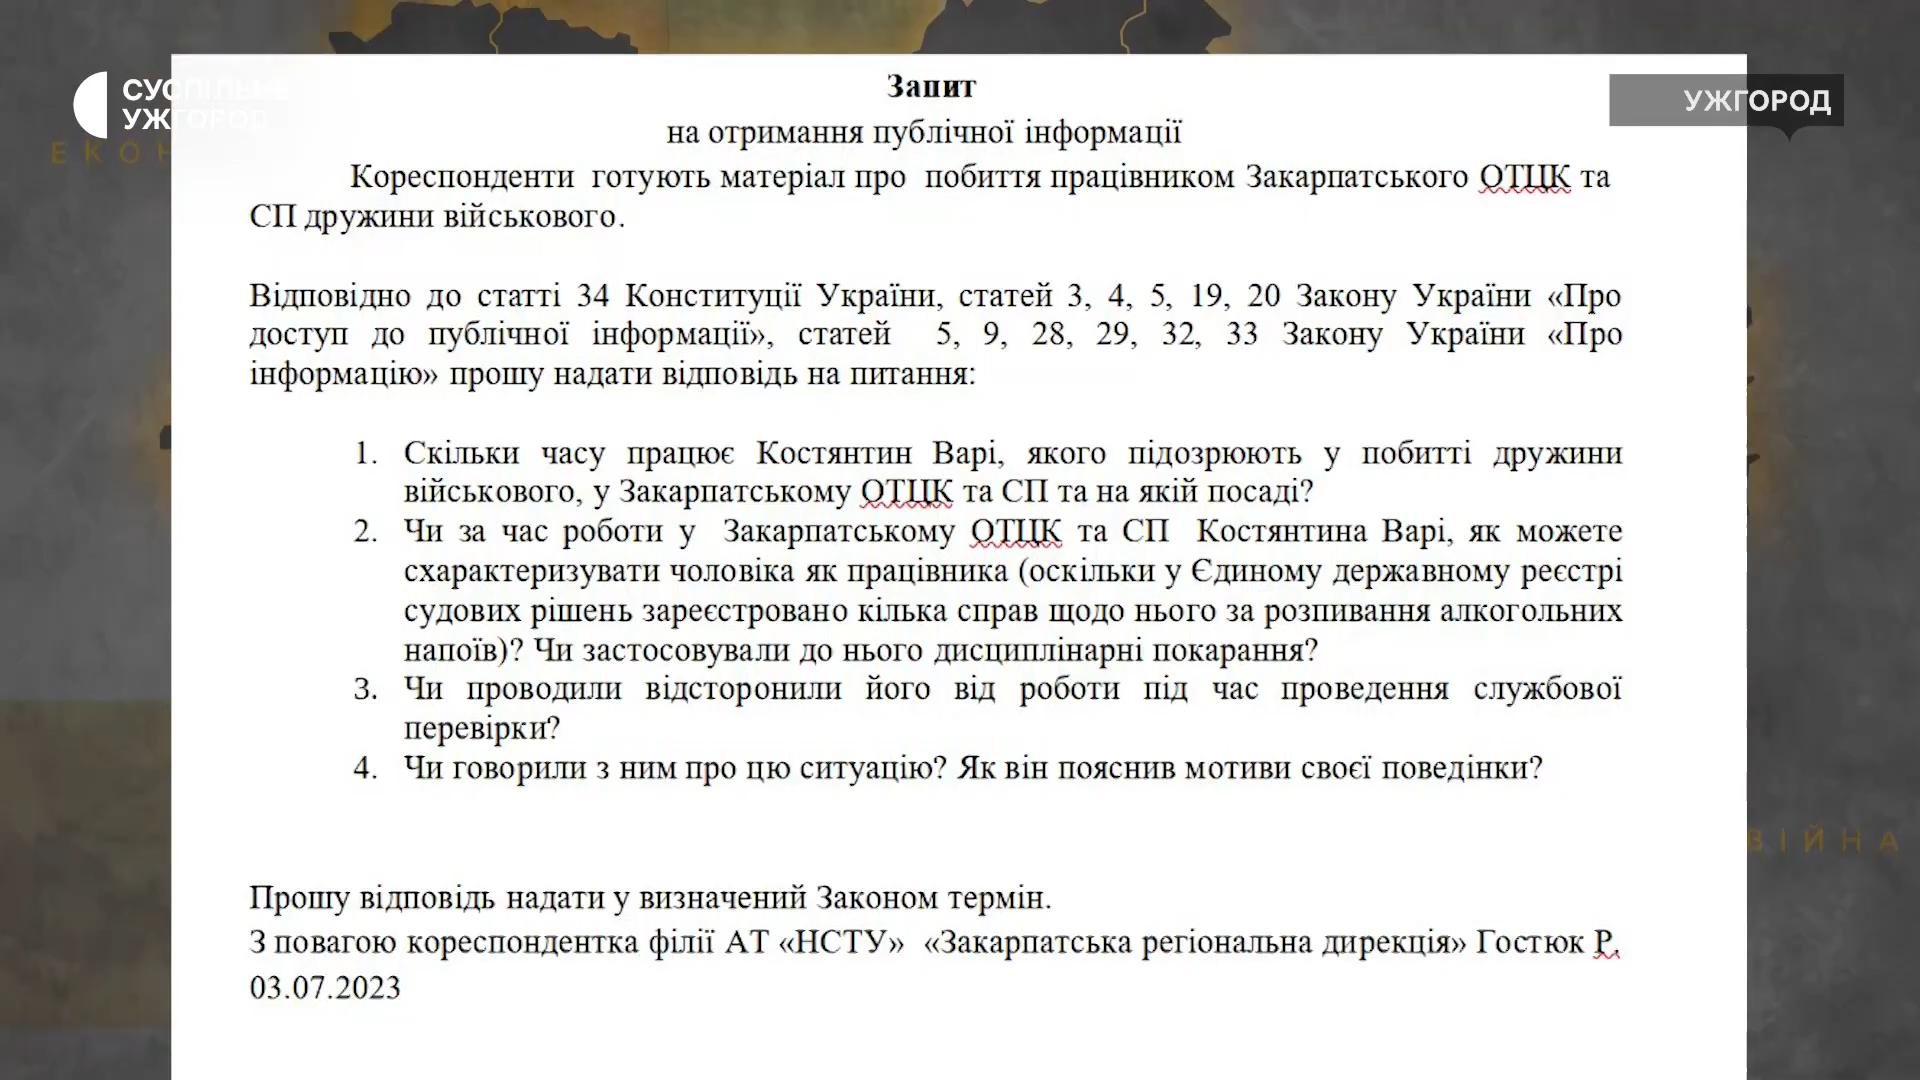 СУСПІЛЬНЕ
УЖГОРОД
УЖГОРОД
Запит
на отримання публічної інформації
Кореспонденти готують матеріал про побиття працівником Закарпатського ОТЦК та
СП дружини військового.
Відповідно до статті 34 Конституції України, статей 3, 4, 5, 19, 20 Закону України «Про
доступ до публічної інформації», статей 5, 9, 28, 29, 32, 33 Закону України «Про
інформацію» прошу надати відповідь на питання:
1. Скільки часу працює Костянтин Варі, якого підозрюють у побитті дружини
військового, у Закарпатському ОТЦК та СП та на якій посаді?
2. Чи за час роботи у Закарпатському ОТЦК та СП Костянтина Варі, як можете
схарактеризувати чоловіка як працівника (оскільки у Єдиному державному реєстрі
судових рішень зареєстровано кілька справ щодо нього за розпивання алкогольних
напоїв)? Чи застосовували до нього дисциплінарні покарання?
3. Чи проводили відсторонили його від роботи під час проведення службової
перевірки?
4. Чи говорили з ним про цю ситуацію? Як він пояснив мотиви своєї поведінки?
Прошу відповідь надати у визначений Законом термін.
З повагою кореспондентка філії АТ «НСТУ» «Закарпатська регіональна дирекція» Гостюк Р.
03.07.2023
ВІЙНА